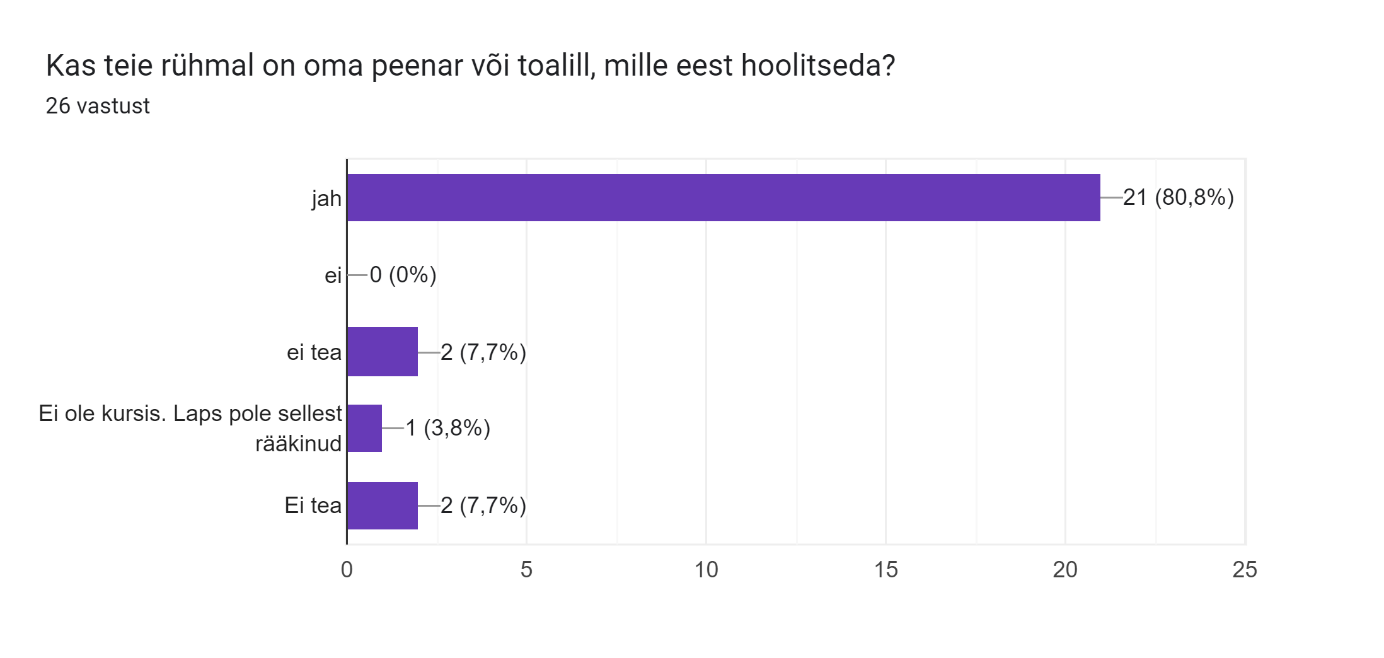 Kas teie rühmal on oma peenar või toalill, mille eest hoolitseda?
26 vastust
jah
21 (80,8%)
ei
0 (0%)
ei tea
2 (7,7%)
Ei ole kursis. Laps pole sellest
rääkinud
1 (3,8%)
Ei tea
2 (7,7%)
0 5 10 15 20 25